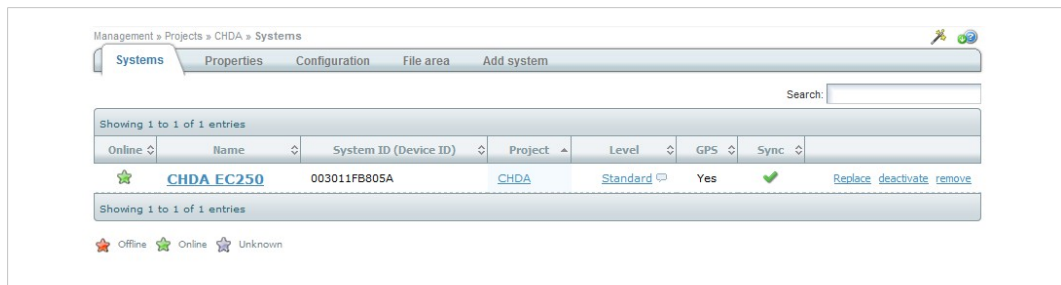 Management » Projects » CHDA » Systems
Systems Properties Configuration File area Add system
Search:
Showing 1 to 1 of 1 entries
Online Name System ID (Device ID) Project Level GPS Sync
CHDA EC250 003011FB805A CHDA Standard Yes Replace deactivate remove
Showing 1 to 1 of 1 entries
Offline Online Unknown